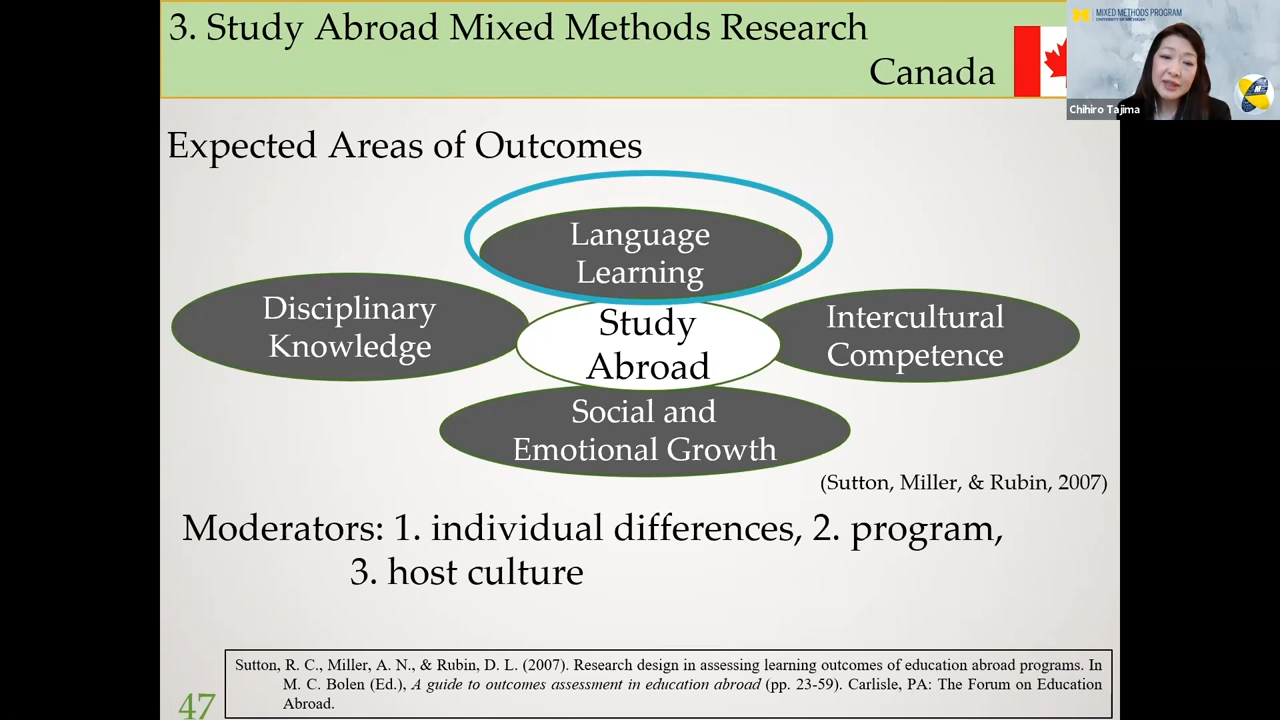 3. Study Abroad Mixed Methods Research
Canada
MIXED METHODS PROGRAM
UNIVERSITY OF MICHIGAN
Chihiro Tajima
Expected Areas of Outcomes
Language
Learning
Disciplinary
Knowledge
Study
Abroad
Intercultural
Competence
Social and
Emotional Growth
(Sutton, Miller, & Rubin, 2007)
Moderators: 1. individual differences, 2. program,
3. host culture
Sutton, R. C., Miller, A. N., & Rubin, D. L. (2007). Research design in assessing learning outcomes of education abroad programs. In
M. C. Bolen (Ed.), A guide to outcomes assessment in education abroad (pp. 23-59). Carlisle, PA: The Forum on Education
Abroad.
47